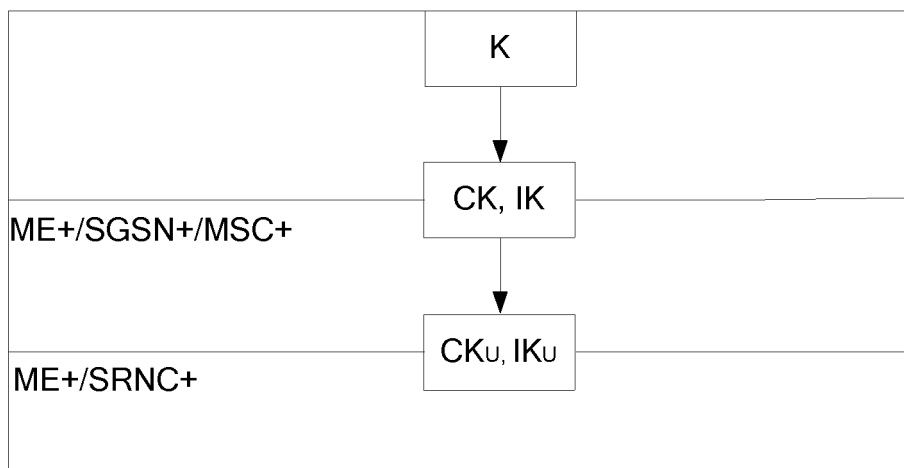 K
CK, IK
ME+/SGSN+/MSC+
CKU, IKU
ME+/SRNC+